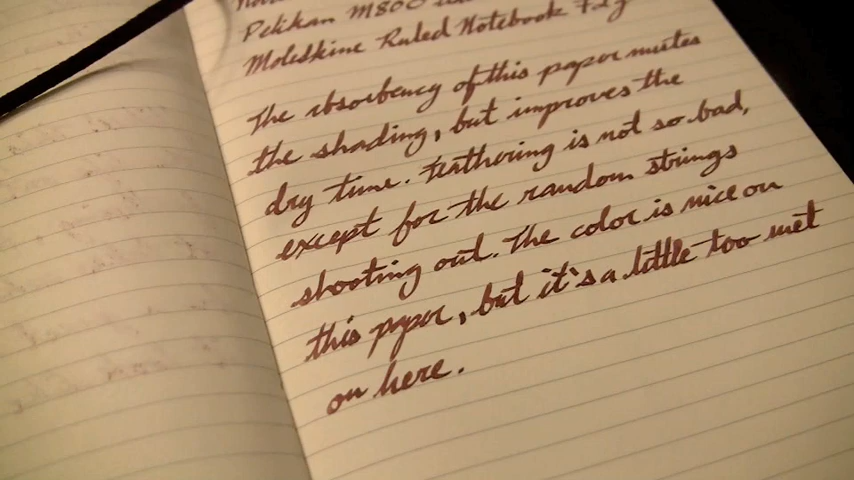 Pelikan M800
Moleskine Ruled Notebook
The absorbency of this paper mutes
the shading, but improves the
dry time. Feathering is not so bad,
except for the random strings
shooting out. The color is nice on
this paper, but it's a little too wet
on here.